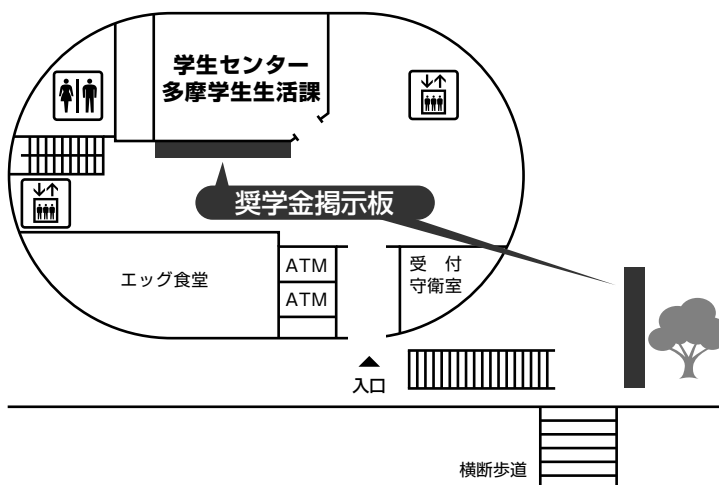 学生センター
多摩学生生活課
奨学金掲示板
エッグ食堂
ATM
ATM
受　付
守衛室
入口
横断歩道